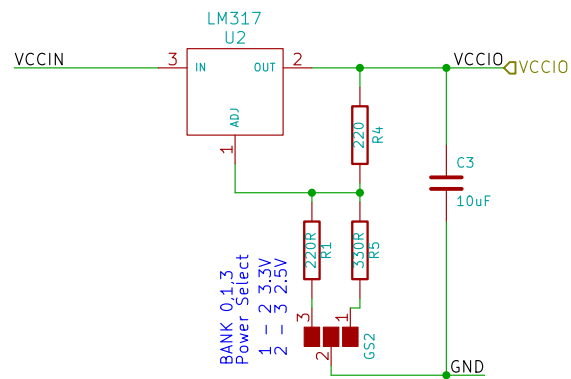 LM317
U2
VCCIN
3
IN
OUT
2
VCCIO
VCCIO
ADJ
1
220
R4
C3
10uF
220R
R1
330R
R5
BANK 0,1,3
Power Select
1 - 2 3.3V
2 - 3 2.5V
3
1
2
GS2
GND